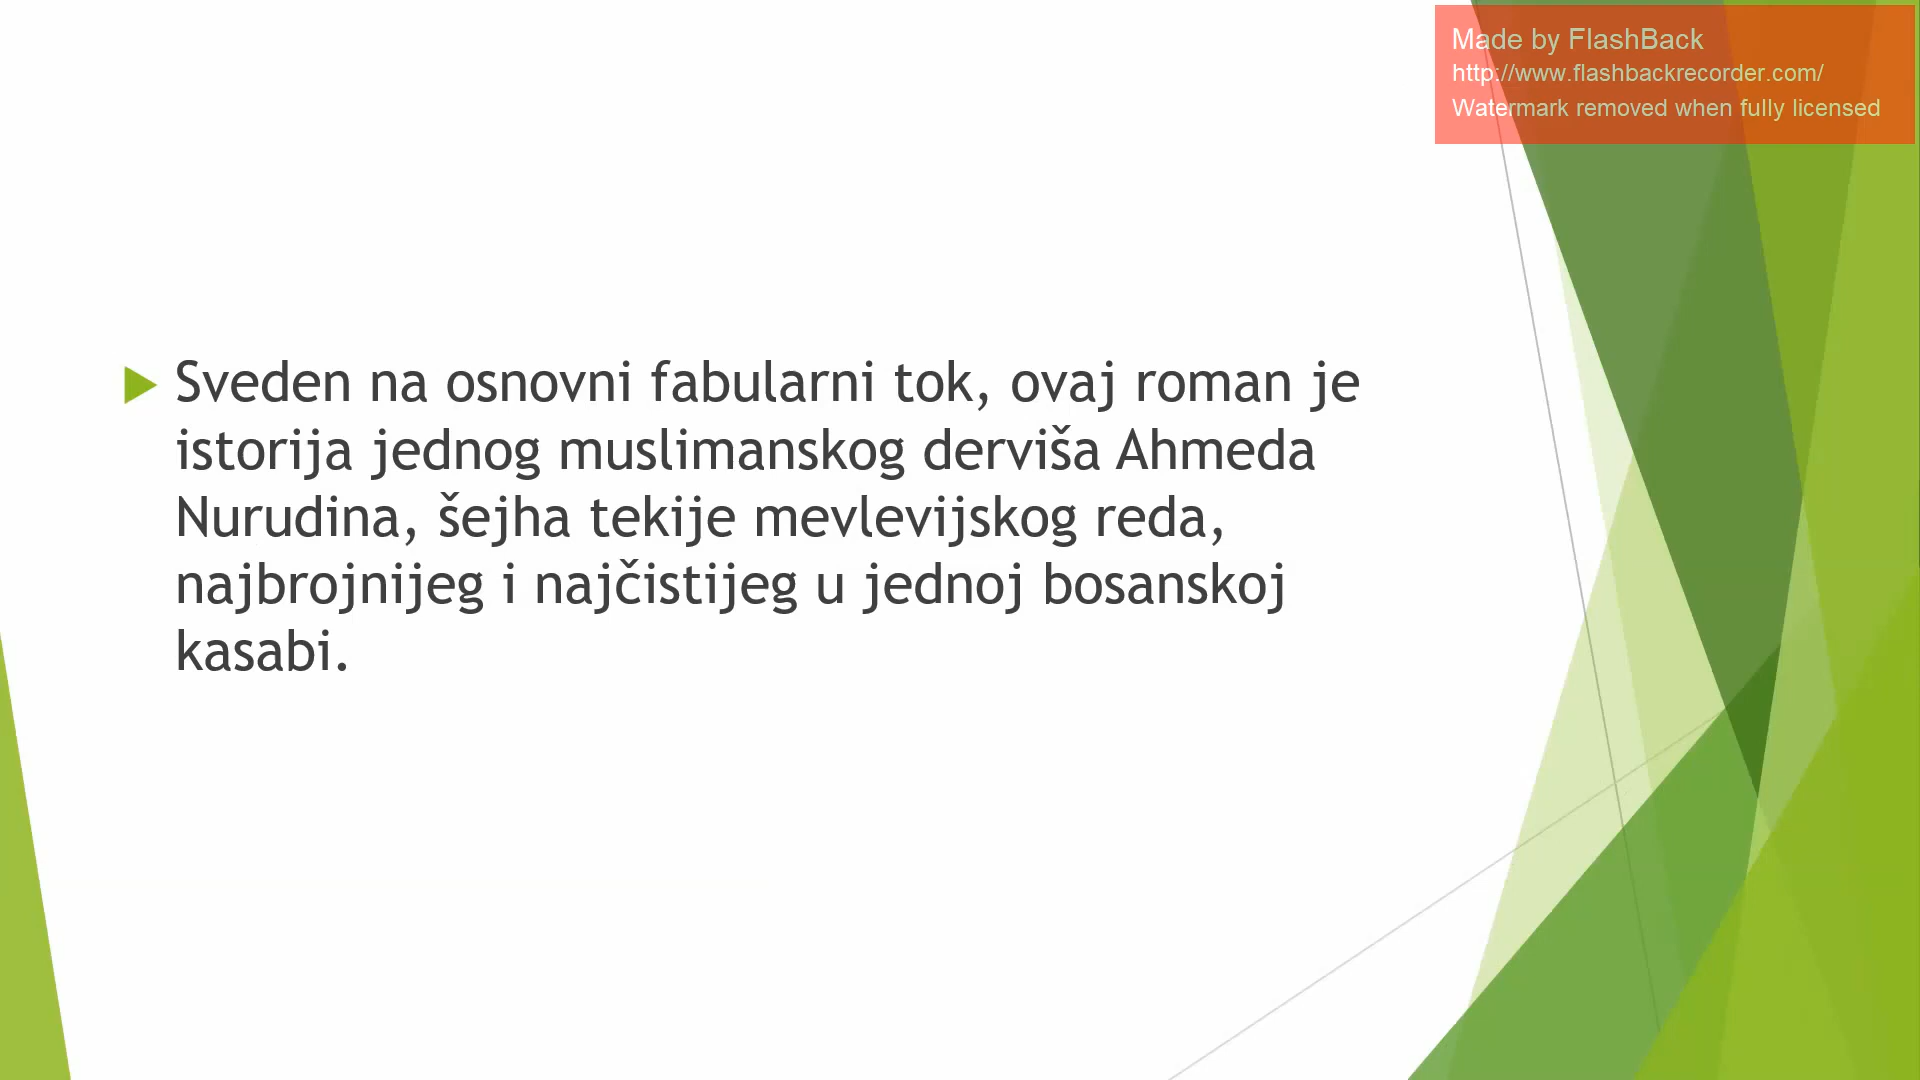 Made by FlashBack
http://www.flashbackrecorder.com/
Watermark removed when fully licensed
Sveden na osnovni fabularni tok, ovaj roman je
istorija jednog muslimanskog derviša Ahmeda
Nurudina, šejha tekije mevlevijskog reda,
najbrojnijeg i najčistijeg u jednoj bosanskoj
kasabi.